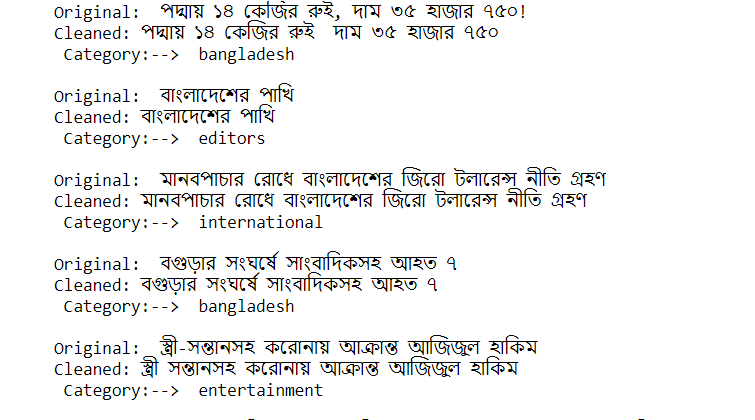 Original:  পদ্মায় ১৪ কেজির রুই, দাম ৩৫ হাজার ৭৫০!
Cleaned: পদ্মায় ১৪ কেজির রুই  দাম ৩৫ হাজার ৭৫০
Category:-->  bangladesh
Original:  বাংলাদেশের পাখি
Cleaned: বাংলাদেশের পাখি
Category:-->  editors
Original:  মানবপাচার রোধে বাংলাদেশের জিরো টলারেন্স নীতি গ্রহণ
Cleaned: মানবপাচার রোধে বাংলাদেশের জিরো টলারেন্স নীতি গ্রহণ
Category:-->  international
Original:  বগুড়ার সংঘর্ষে সাংবাদিকসহ আহত ৭
Cleaned: বগুড়ার সংঘর্ষে সাংবাদিকসহ আহত ৭
Category:-->  bangladesh
Original:  স্ত্রী-সন্তানসহ করোনায় আক্রান্ত আজিজুল হাকিম
Cleaned: স্ত্রী সন্তানসহ করোনায় আক্রান্ত আজিজুল হাকিম
Category:-->  entertainment